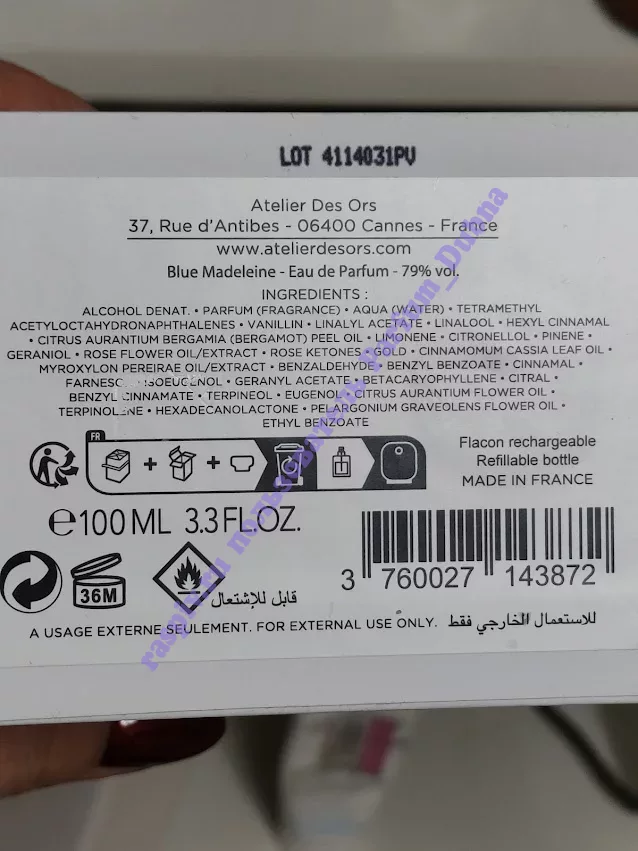 LOT 4114031PV
Atelier Des Ors
37, Rue d'Antibes - 06400 Cannes - France
www.atelierdesors.com
Blue Madeleine - Eau de Parfum - 79% vol.
INGREDIENTS :
ALCOHOL DENAT. • PARFUM (FRAGRANCE) • AQUA (WATER) • TETRAMETHYL
ACETYLOCTAHYDRONAPHTHALENES • VANILLIN • LINALYL ACETATE • LINALOOL • HEXYL CINNAMAL
• CITRUS AURANTIUM BERGAMIA (BERGAMOT) PEEL OIL • LIMONENE • CITRONELLOL • PINENE •
GERANIOL • ROSE FLOWER OIL/EXTRACT • ROSE KETONES • GOLD • CINNAMOMUM CASSIA LEAF OIL •
MYROXYLON PEREIRAE OIL/EXTRACT • BENZALDEHYDE • BENZYL BENZOATE • CINNAMAL •
FARNESO ISOEUGENOL • GERANYL ACETATE • BETACARYOPHYLLENE • CITRAL •
BENZYL CINNAMATE • TERPINEOL • EUGENOL • CITRUS AURANTIUM FLOWER OIL •
TERPINOLENE • HEXADECANOLACTONE • PELARGONIUM GRAVEOLENS FLOWER OIL •
ETHYL BENZOATE
FR
+ + 
Flacon rechargeable
Refillable bottle
MADE IN FRANCE
℮100 ML 3.3 FL.OZ.
3 760027 143872
36M
قابل للإشتعال
A USAGE EXTERNE SEULEMENT. FOR EXTERNAL USE ONLY. للاستعمال الخارجي فقط
raspiv.ru пользователь Parfum_Dubna